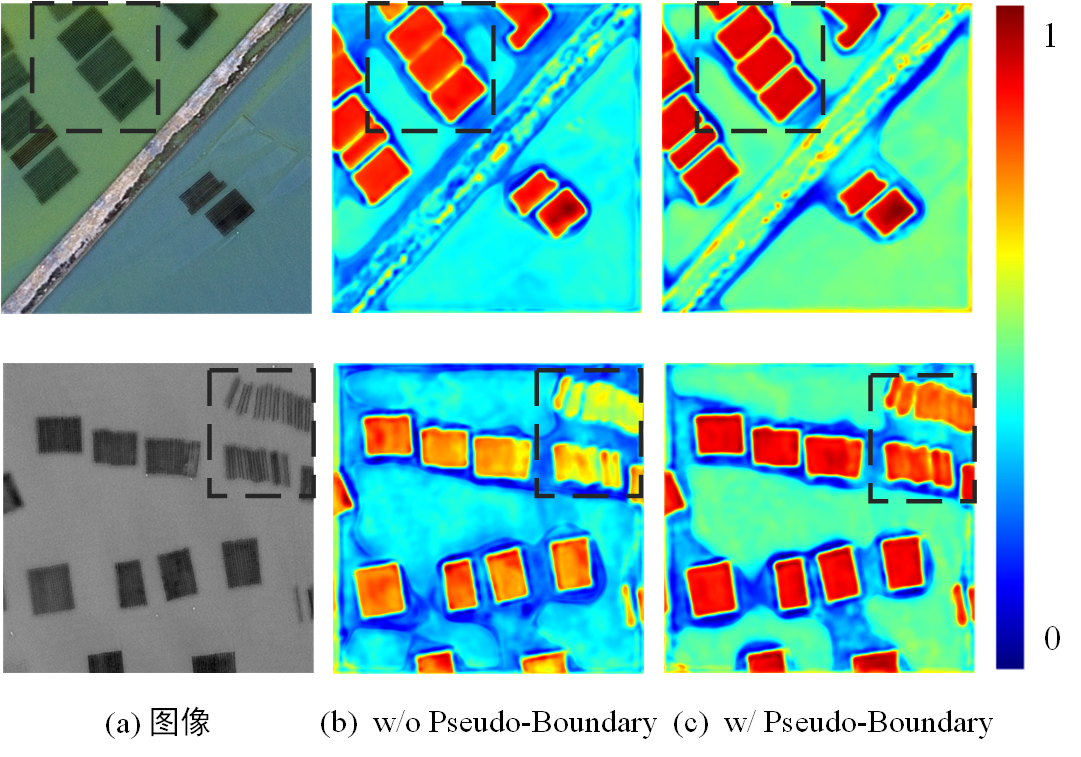 1
0
(a) 图像
(b) w/o Pseudo-Boundary
(c) w/ Pseudo-Boundary